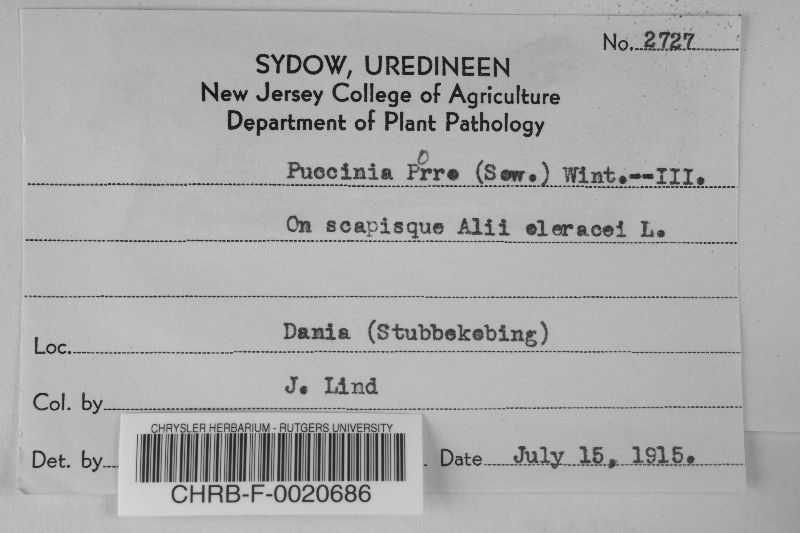 No. 2727
SYDOW, UREDINEEN
New Jersey College of Agriculture
Department of Plant Pathology
Puccinia Porro (Sow.) Wint.--III.
On scapisque Alii oleracei L.
Loc. Dania (Stubbekobing)
Col. by J. Lind
CHRYSLER HERBARIUM - RUTGERS UNIVERSITY
Det. by Date July 15, 1915.
CHRB-F-0020686